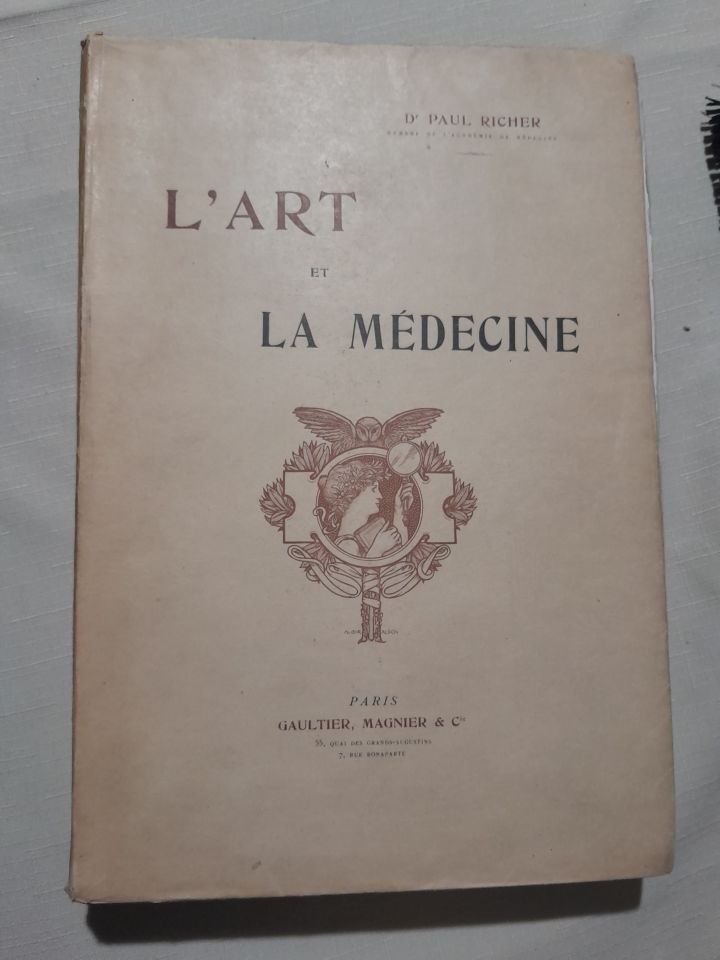 Dr PAUL RICHER
MEMBRE DE L'ACADÉMIE DE MÉDECINE
L'ART
ET
LA MÉDECINE
PARIS
GAULTIER, MAGNIER & Cie
55, QUAI DES GRANDS-AUGUSTINS
7, RUE BONAPARTE